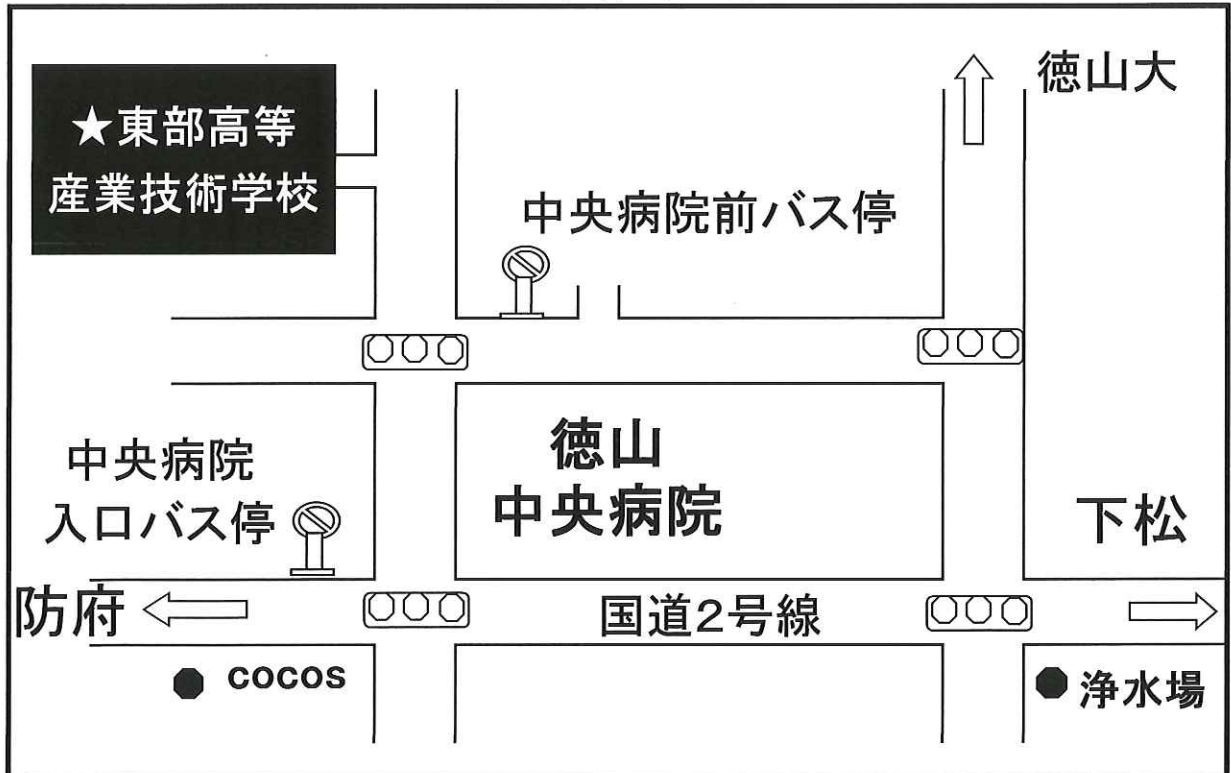 徳山大
★東部高等
産業技術学校
中央病院前バス停
中央病院
入口バス停
徳山
中央病院
下松
防府
国道2号線
cocos
浄水場